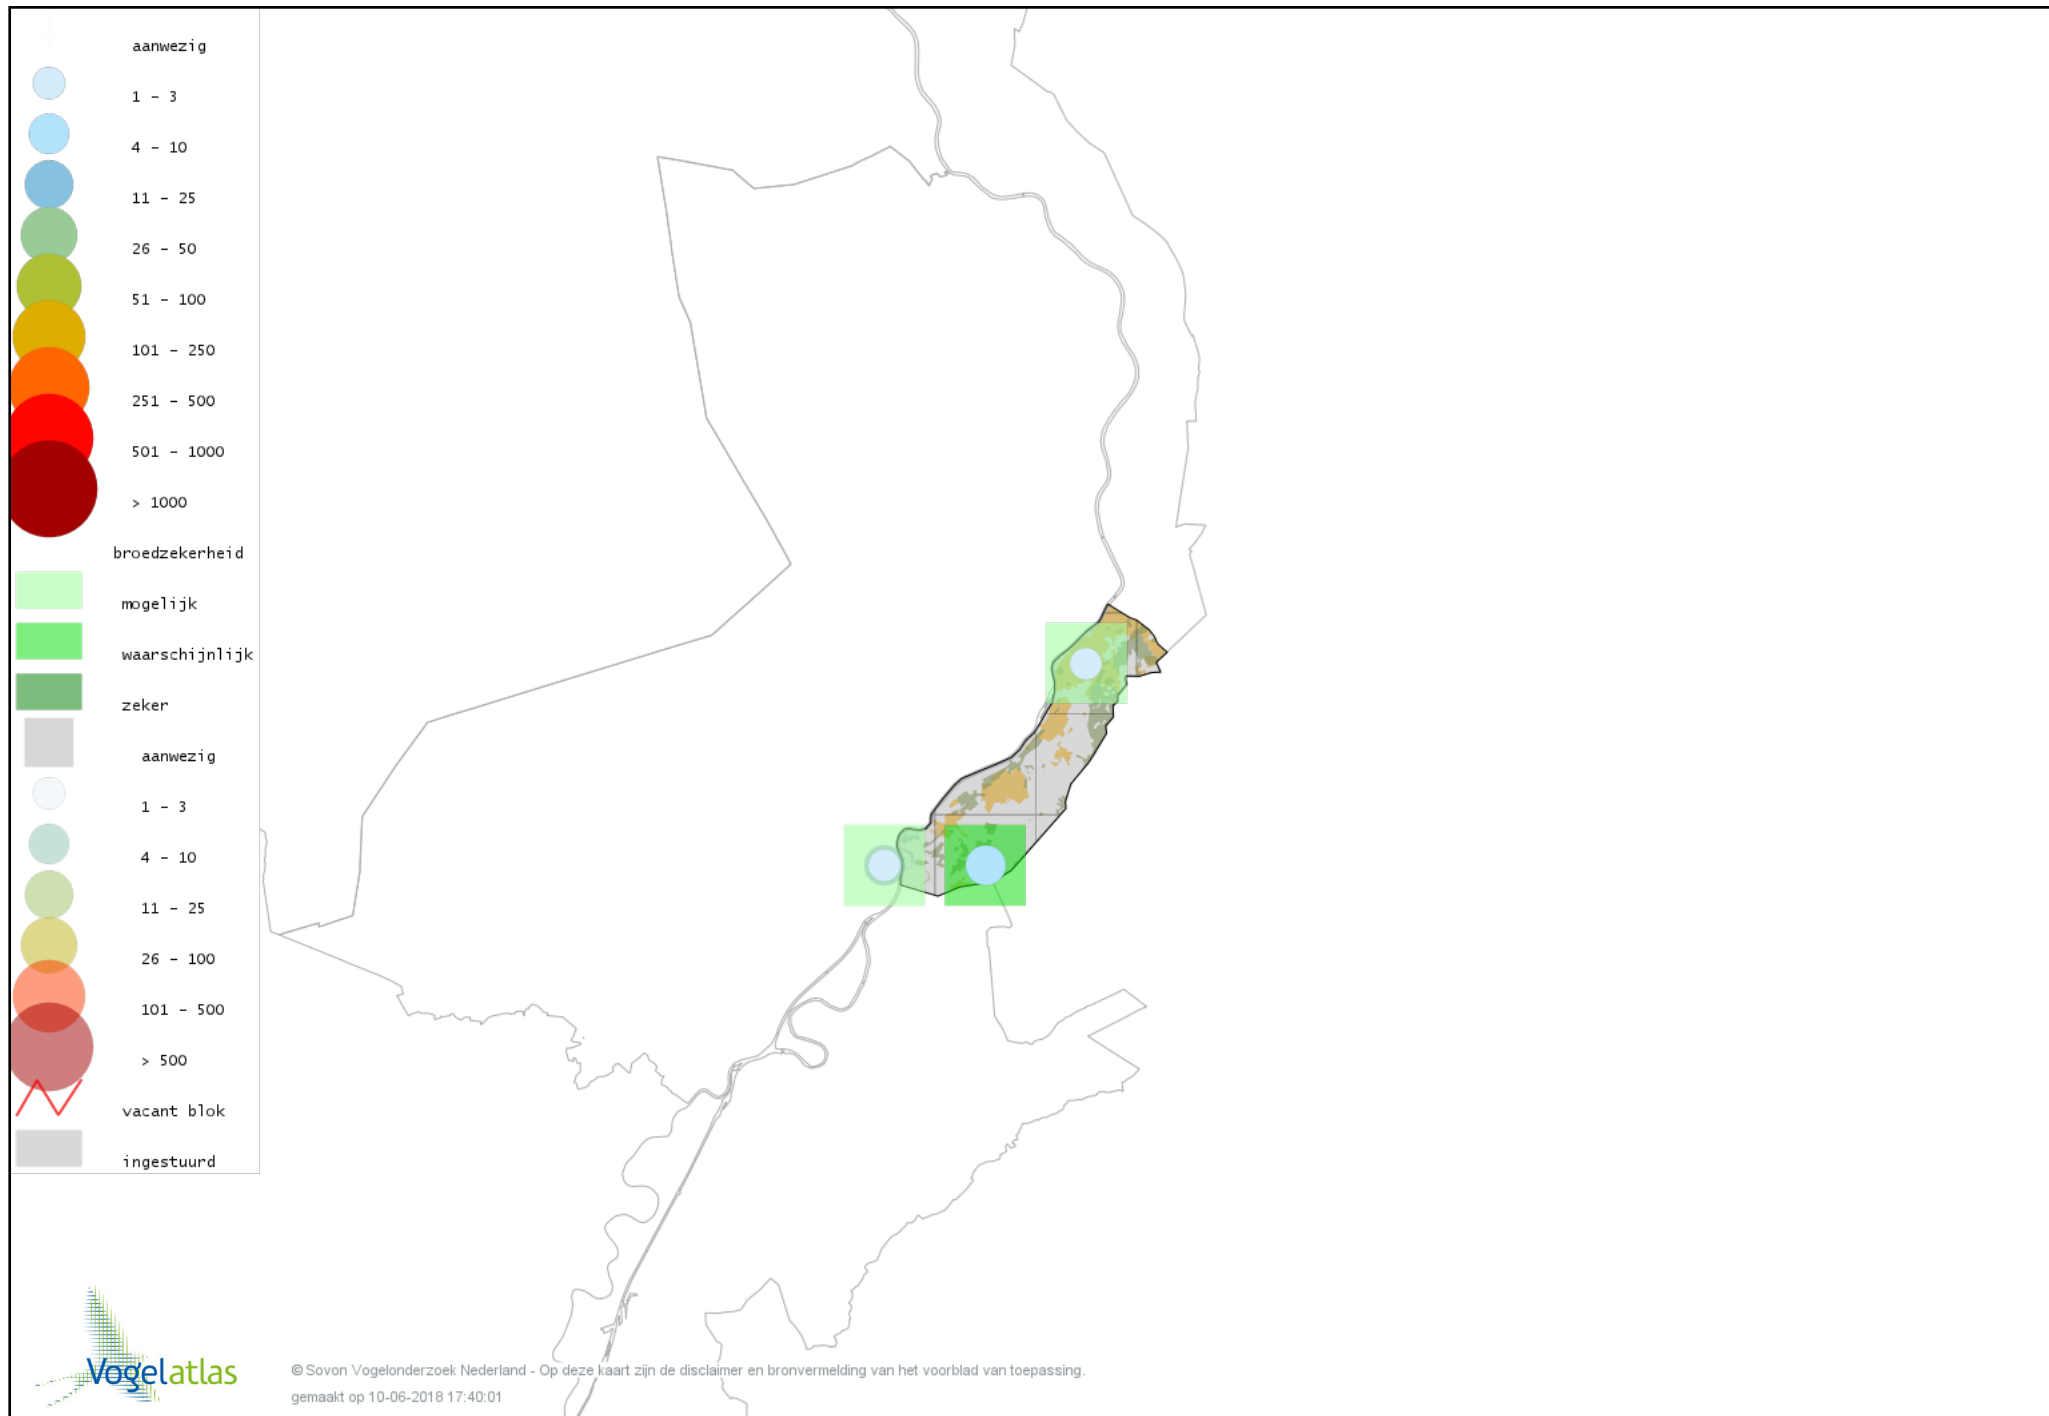 aanwezig
1 - 3
4 - 10
11 - 25
26 - 50
51 - 100
101 - 250
251 - 500
501 - 1000
> 1000
broedzekerheid
mogelijk
waarschijnlijk
zeker
aanwezig
1 - 3
4 - 10
11 - 25
26 - 100
101 - 500
> 500
vacant blok
ingestuurd
Vogelatlas
© Sovon Vogelonderzoek Nederland - Op deze kaart zijn de disclaimer en bronvermelding van het voorblad van toepassing.
gemaakt op 10-06-2018 17:40:01